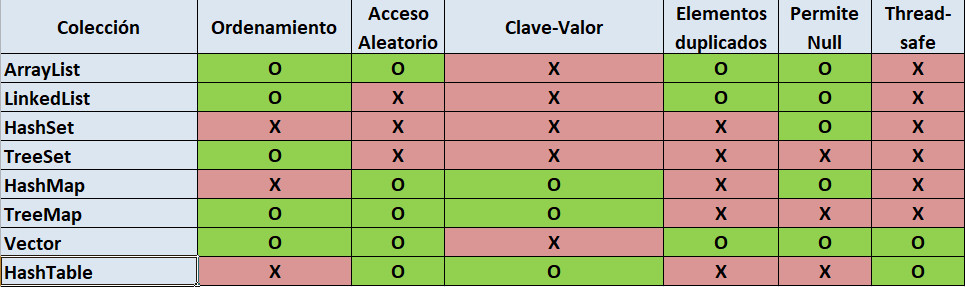 Colección Ordenamiento Acceso Aleatorio Clave-Valor Elementos duplicados Permite Null Thread-safe
ArrayList O O X O O X
LinkedList O X X O O X
HashSet X X X X O X
TreeSet O X X X X X
HashMap X O O X O X
TreeMap O O O X X X
Vector O O X O O O
HashTable X O O X X O